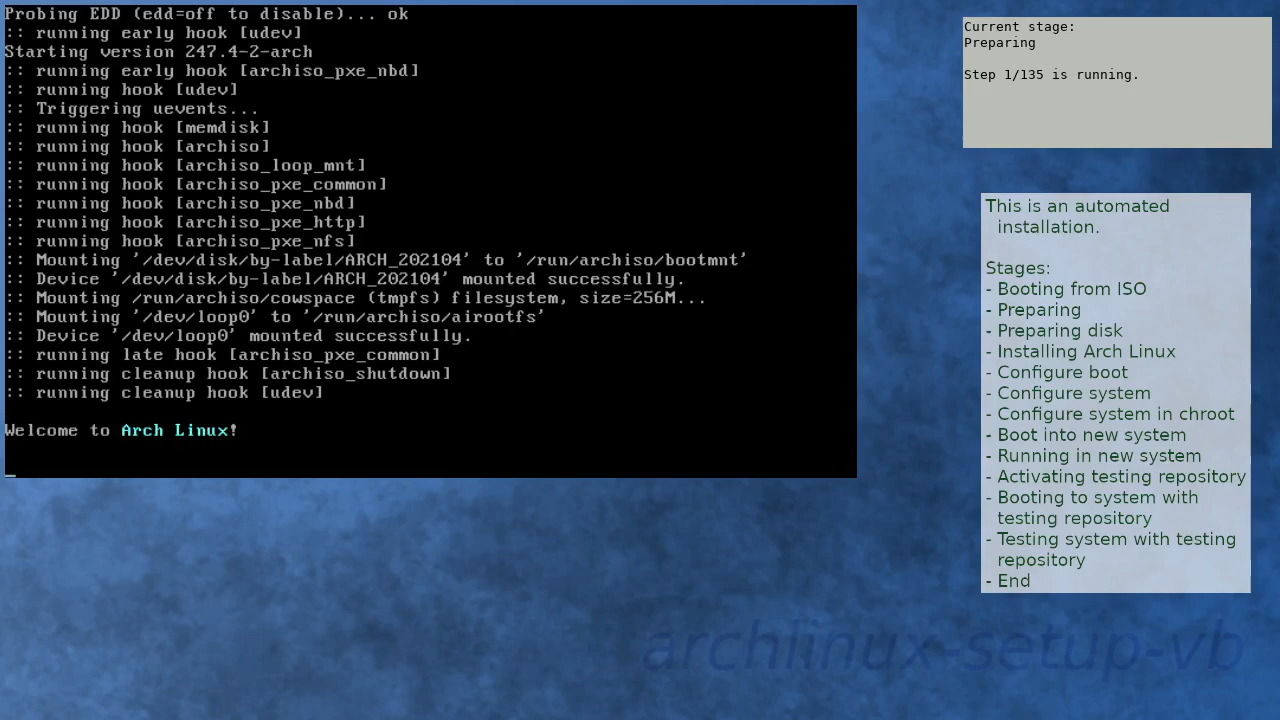 Probing EDD (edd=off to disable)... ok
:: running early hook [udev]
Starting version 247.4-2-arch
:: running early hook [archiso_pxe_nbd]
:: running hook [udev]
:: Triggering uevents...
:: running hook [memdisk]
:: running hook [archiso]
:: running hook [archiso_loop_mnt]
:: running hook [archiso_pxe_common]
:: running hook [archiso_pxe_nbd]
:: running hook [archiso_pxe_http]
:: running hook [archiso_pxe_nfs]
:: Mounting '/dev/disk/by-label/ARCH_202104' to '/run/archiso/bootmnt'
:: Device '/dev/disk/by-label/ARCH_202104' mounted successfully.
:: Mounting /run/archiso/cowspace (tmpfs) filesystem, size=256M...
:: Mounting '/dev/loop0' to '/run/archiso/airootfs'
:: Device '/dev/loop0' mounted successfully.
:: running late hook [archiso_pxe_common]
:: running cleanup hook [archiso_shutdown]
:: running cleanup hook [udev]
Welcome to Arch Linux!
Current stage:
Preparing
Step 1/135 is running.
This is an automated
installation.
Stages:
- Booting from ISO
- Preparing
- Preparing disk
- Installing Arch Linux
- Configure boot
- Configure system
- Configure system in chroot
- Boot into new system
- Running in new system
- Activating testing repository
- Booting to system with
testing repository
- Testing system with testing
repository
- End
archlinux-setup-vb